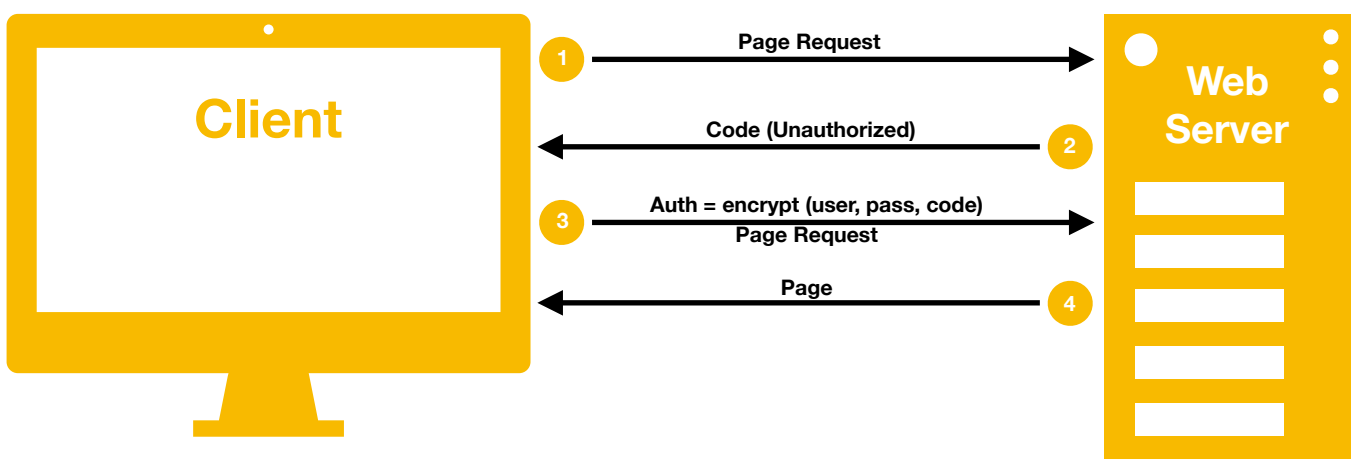 Client
1
Page Request
Web
Server
Code (Unauthorized)
2
3
Auth = encrypt (user, pass, code)
Page Request
Page
4